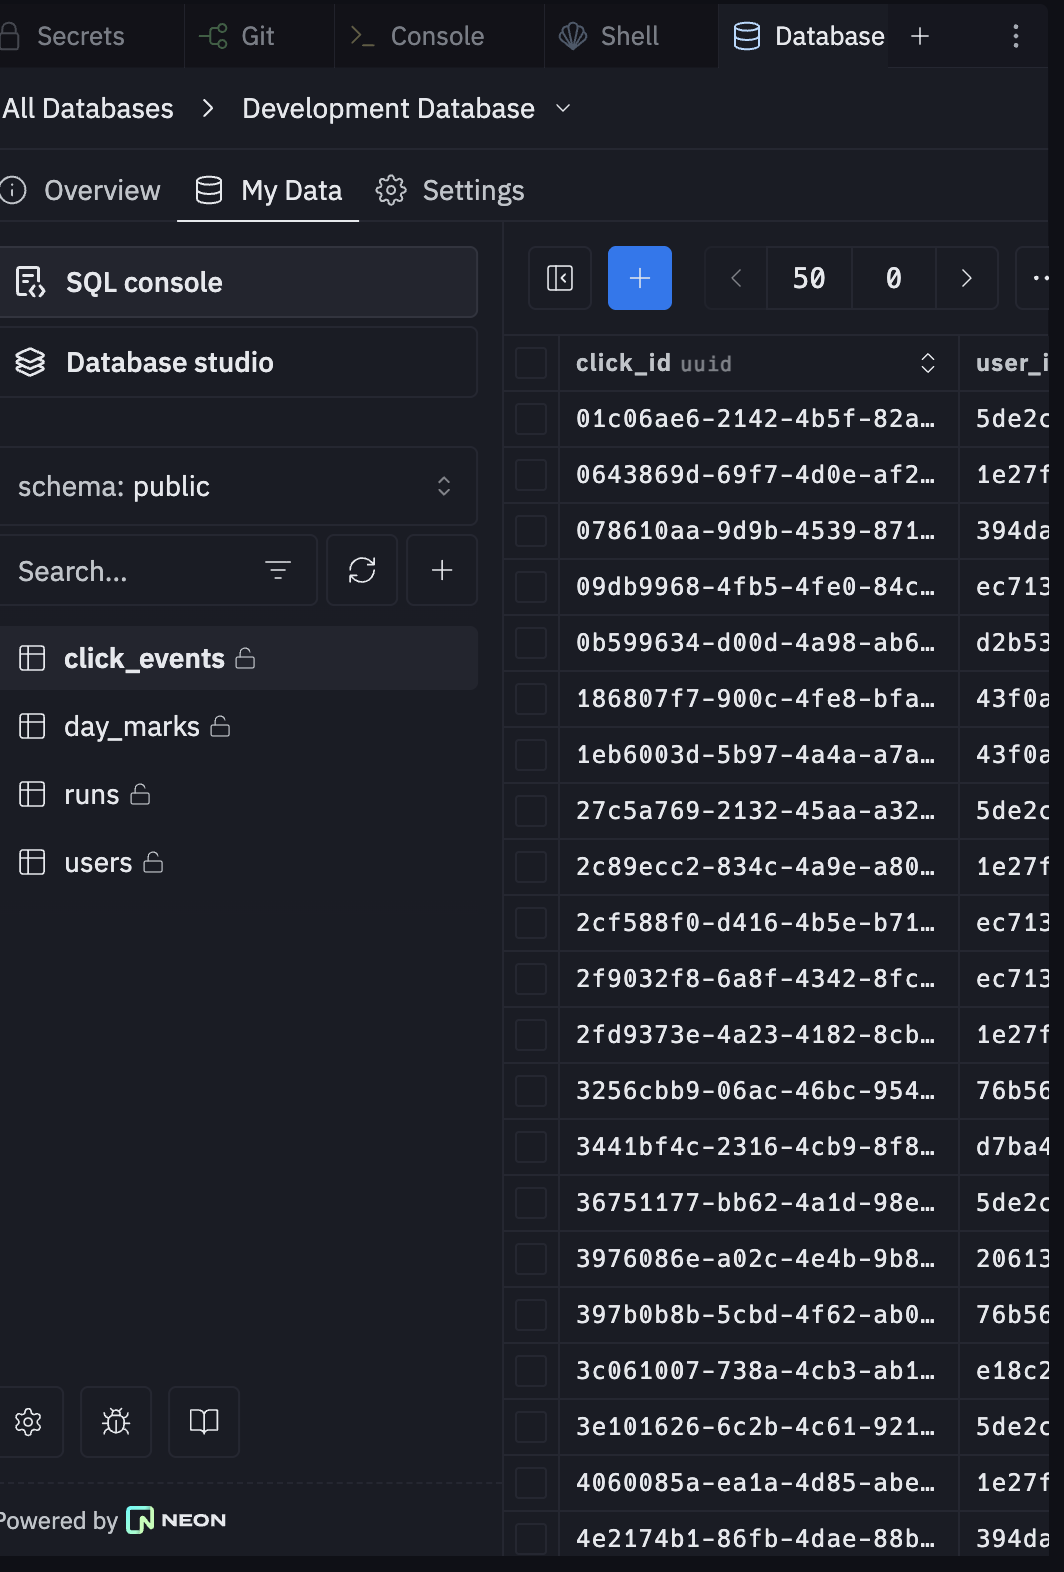 Secrets
Git
Console
Shell
Database
All Databases
Development Database
Overview
My Data
Settings
SQL console
Database studio
schema: public
Search...
click_events
day_marks
runs
users
Powered by NEON
50
0
click_id uuid
user_i
01c06ae6-2142-4b5f-82a… 5de2c
0643869d-69f7-4d0e-af2… 1e27f
078610aa-9d9b-4539-871… 394da
09db9968-4fb5-4fe0-84c… ec713
0b599634-d00d-4a98-ab6… d2b53
186807f7-900c-4fe8-bfa… 43f0a
1eb6003d-5b97-4a4a-a7a… 43f0a
27c5a769-2132-45aa-a32… 5de2c
2c89ecc2-834c-4a9e-a80… 1e27f
2cf588f0-d416-4b5e-b71… ec713
2f9032f8-6a8f-4342-8fc… ec713
2fd9373e-4a23-4182-8cb… 1e27f
3256cbb9-06ac-46bc-954… 76b56
3441bf4c-2316-4cb9-8f8… d7ba4
36751177-bb62-4a1d-98e… 5de2c
3976086e-a02c-4e4b-9b8… 20613
397b0b8b-5cbd-4f62-ab0… 76b56
3c061007-738a-4cb3-ab1… e18c2
3e101626-6c2b-4c61-921… 5de2c
4060085a-ea1a-4d85-abe… 1e27f
4e2174b1-86fb-4dae-88b… 394da